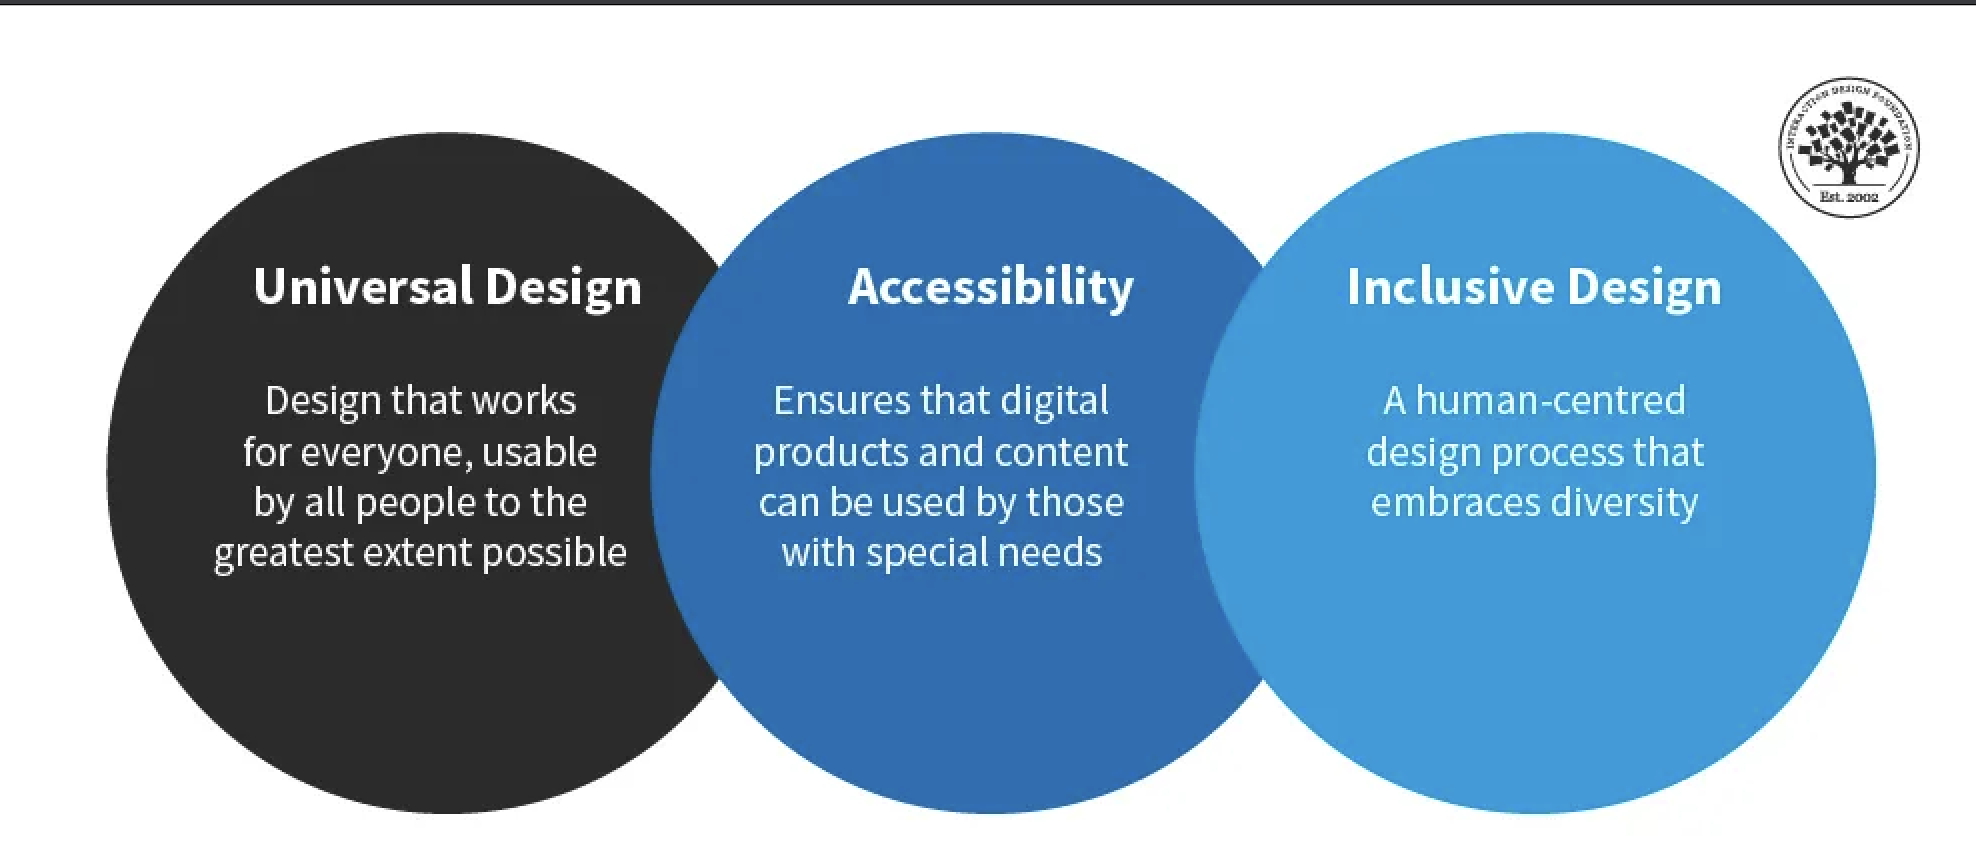 INTERACTION DESIGN FOUNDATION
Est. 2002
Universal Design
Design that works
for everyone, usable
by all people to the
greatest extent possible
Accessibility
Ensures that digital
products and content
can be used by those
with special needs
Inclusive Design
A human-centred
design process that
embraces diversity